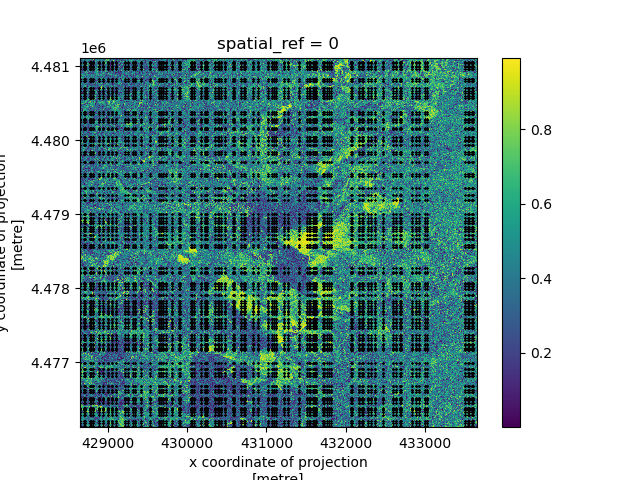 spatial_ref = 0
1e6
4.481
4.480
4.479
4.478
4.477
y coordinate of projection
[metre]
429000 430000 431000 432000 433000
x coordinate of projection
[metre]
0.8
0.6
0.4
0.2